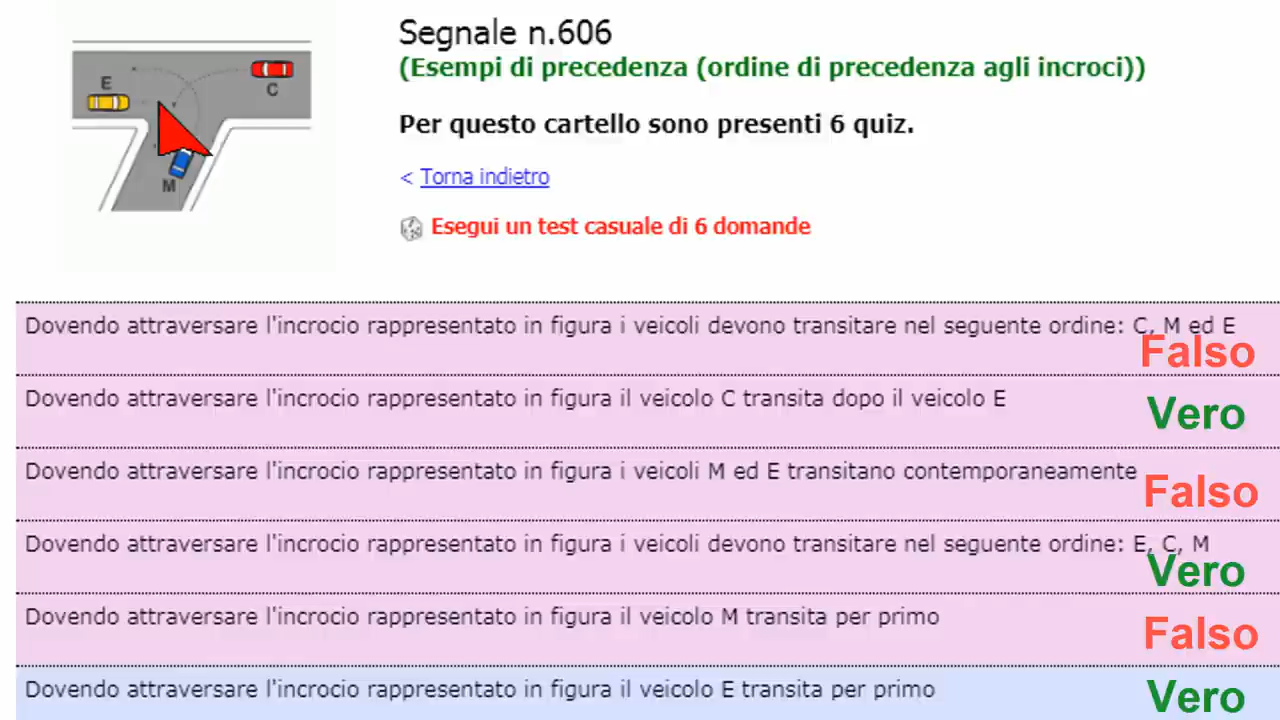 Segnale n.606
(Esempi di precedenza (ordine di precedenza agli incroci))
Per questo cartello sono presenti 6 quiz.
< Torna indietro
Esegui un test casuale di 6 domande
E
C
M
Dovendo attraversare l'incrocio rappresentato in figura i veicoli devono transitare nel seguente ordine: C, M ed E
Falso
Dovendo attraversare l'incrocio rappresentato in figura il veicolo C transita dopo il veicolo E
Vero
Dovendo attraversare l'incrocio rappresentato in figura i veicoli M ed E transitano contemporaneamente
Falso
Dovendo attraversare l'incrocio rappresentato in figura i veicoli devono transitare nel seguente ordine: E, C, M
Vero
Dovendo attraversare l'incrocio rappresentato in figura il veicolo M transita per primo
Falso
Dovendo attraversare l'incrocio rappresentato in figura il veicolo E transita per primo
Vero